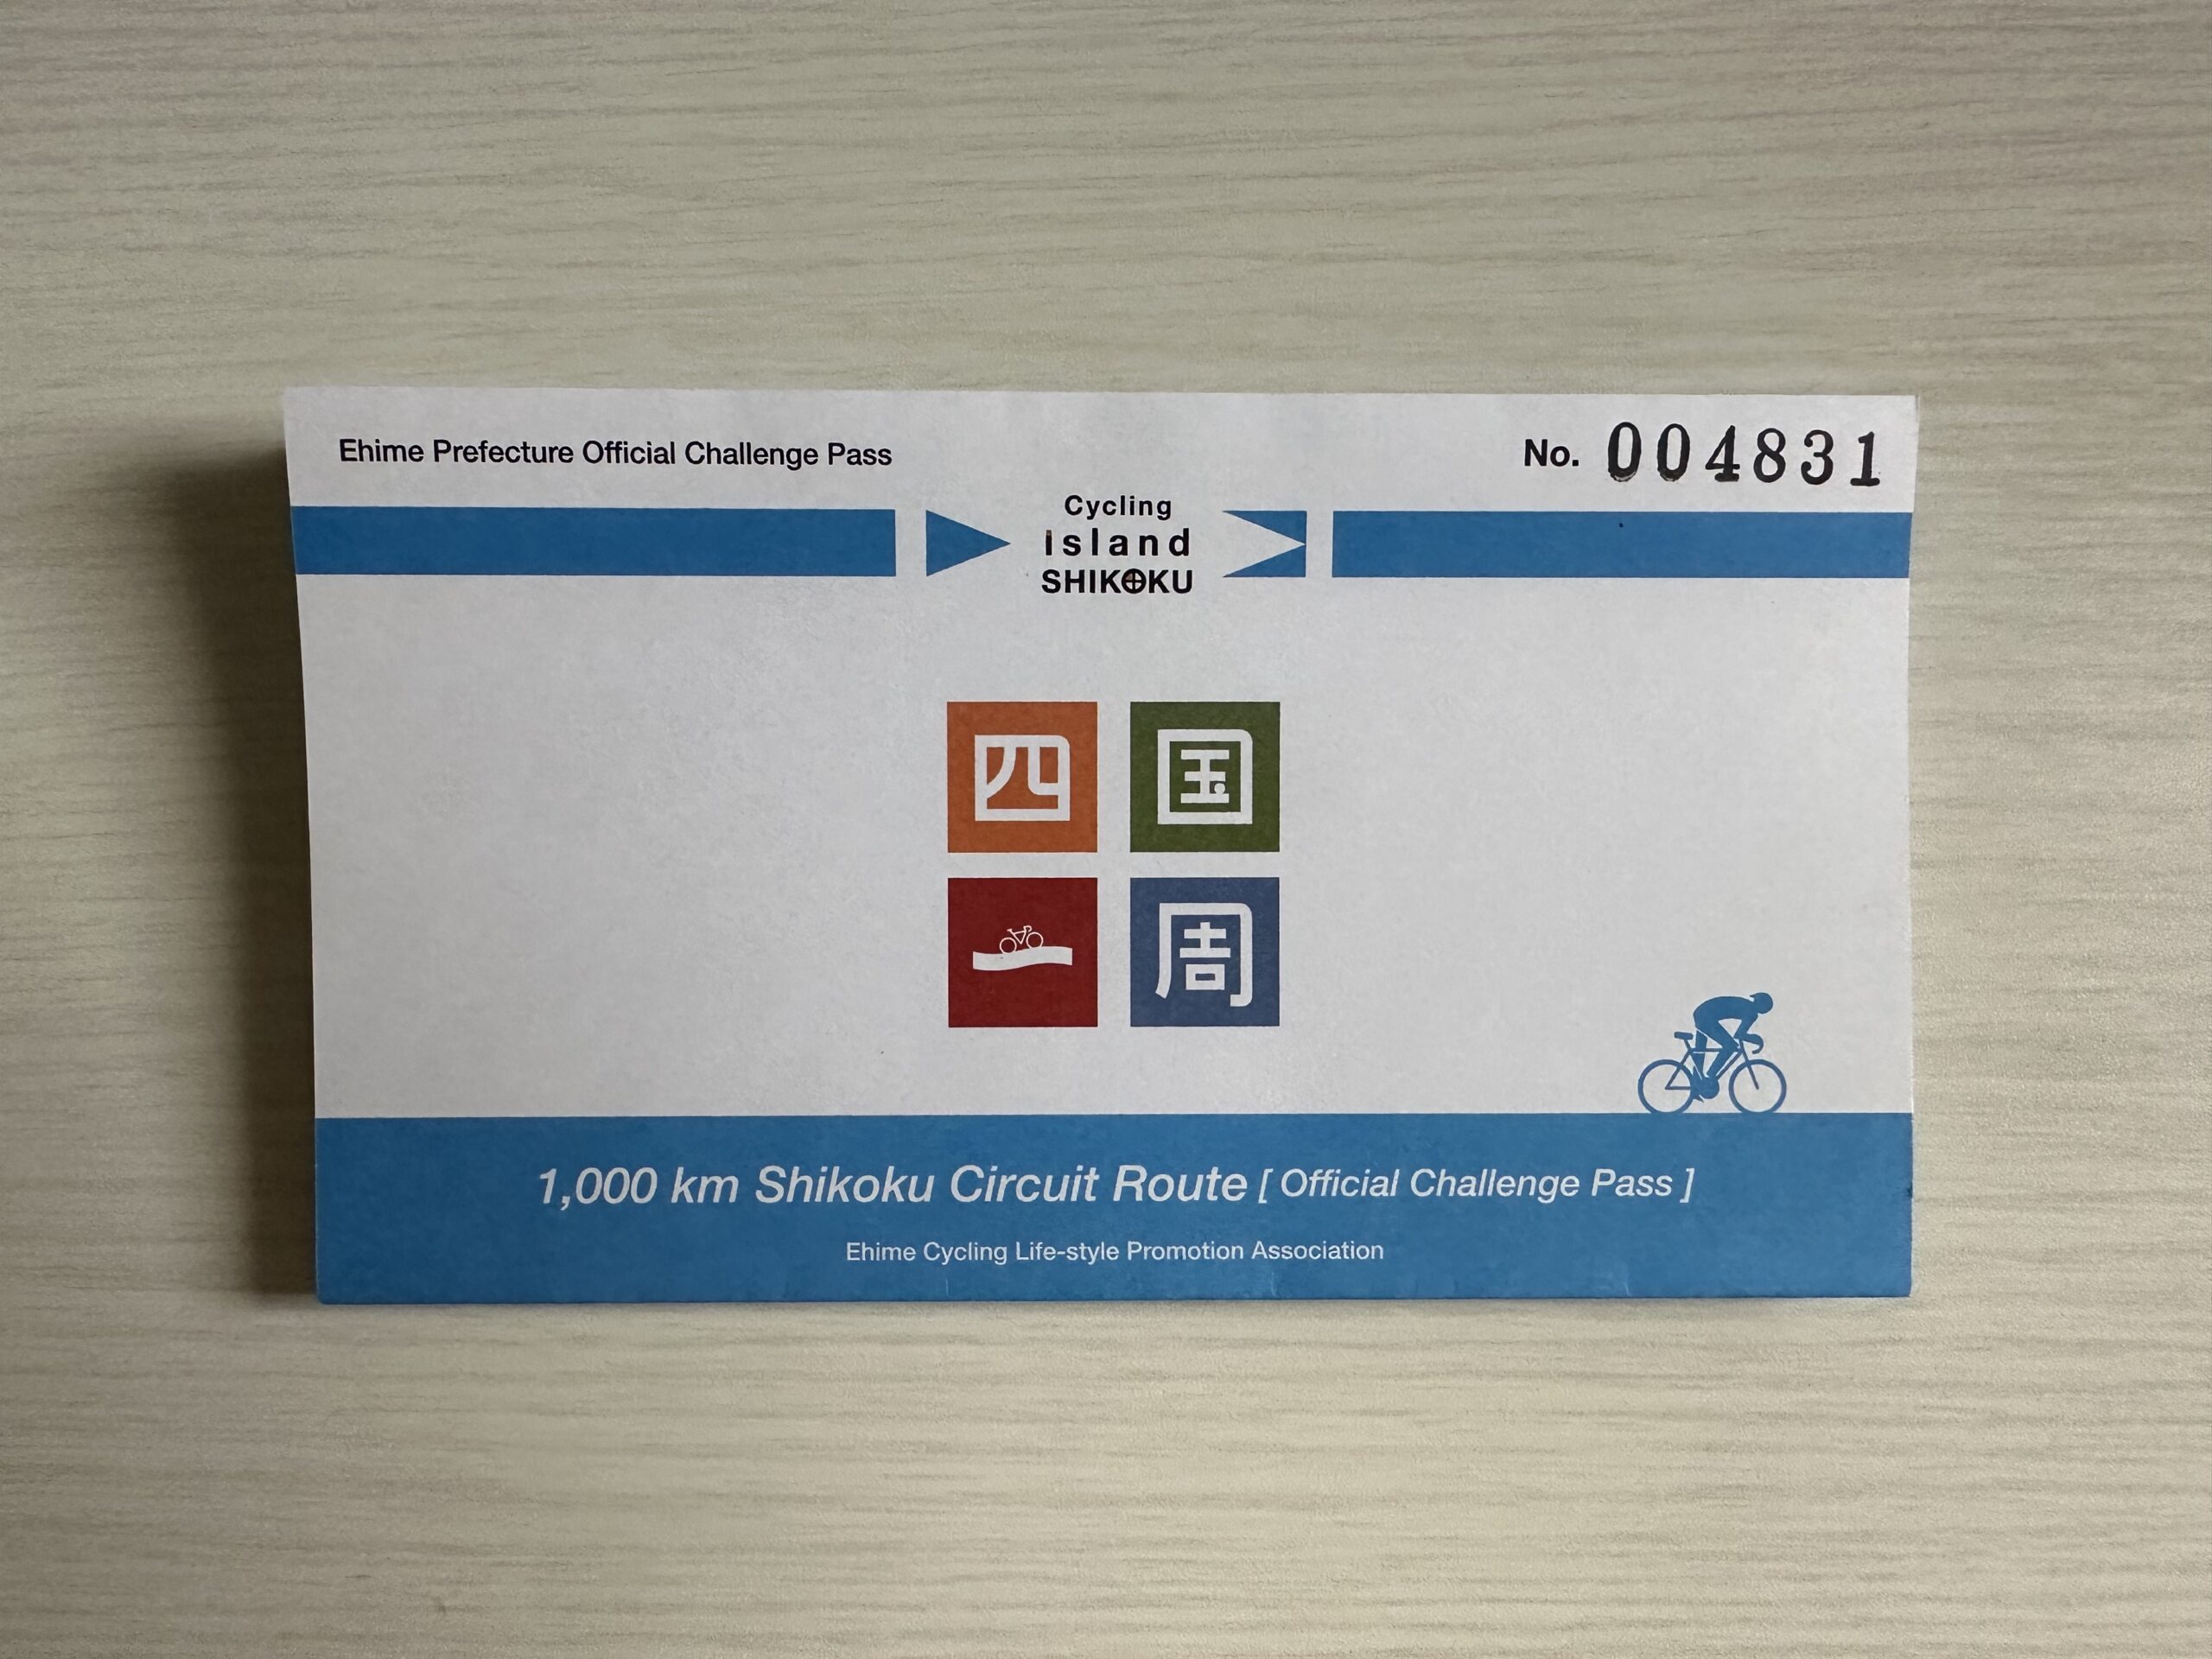 Ehime Prefecture Official Challenge Pass
No. 004831
Cycling
island
SHIKOKU
四国
一周
1,000 km Shikoku Circuit Route [ Official Challenge Pass ]
Ehime Cycling Life-style Promotion Association